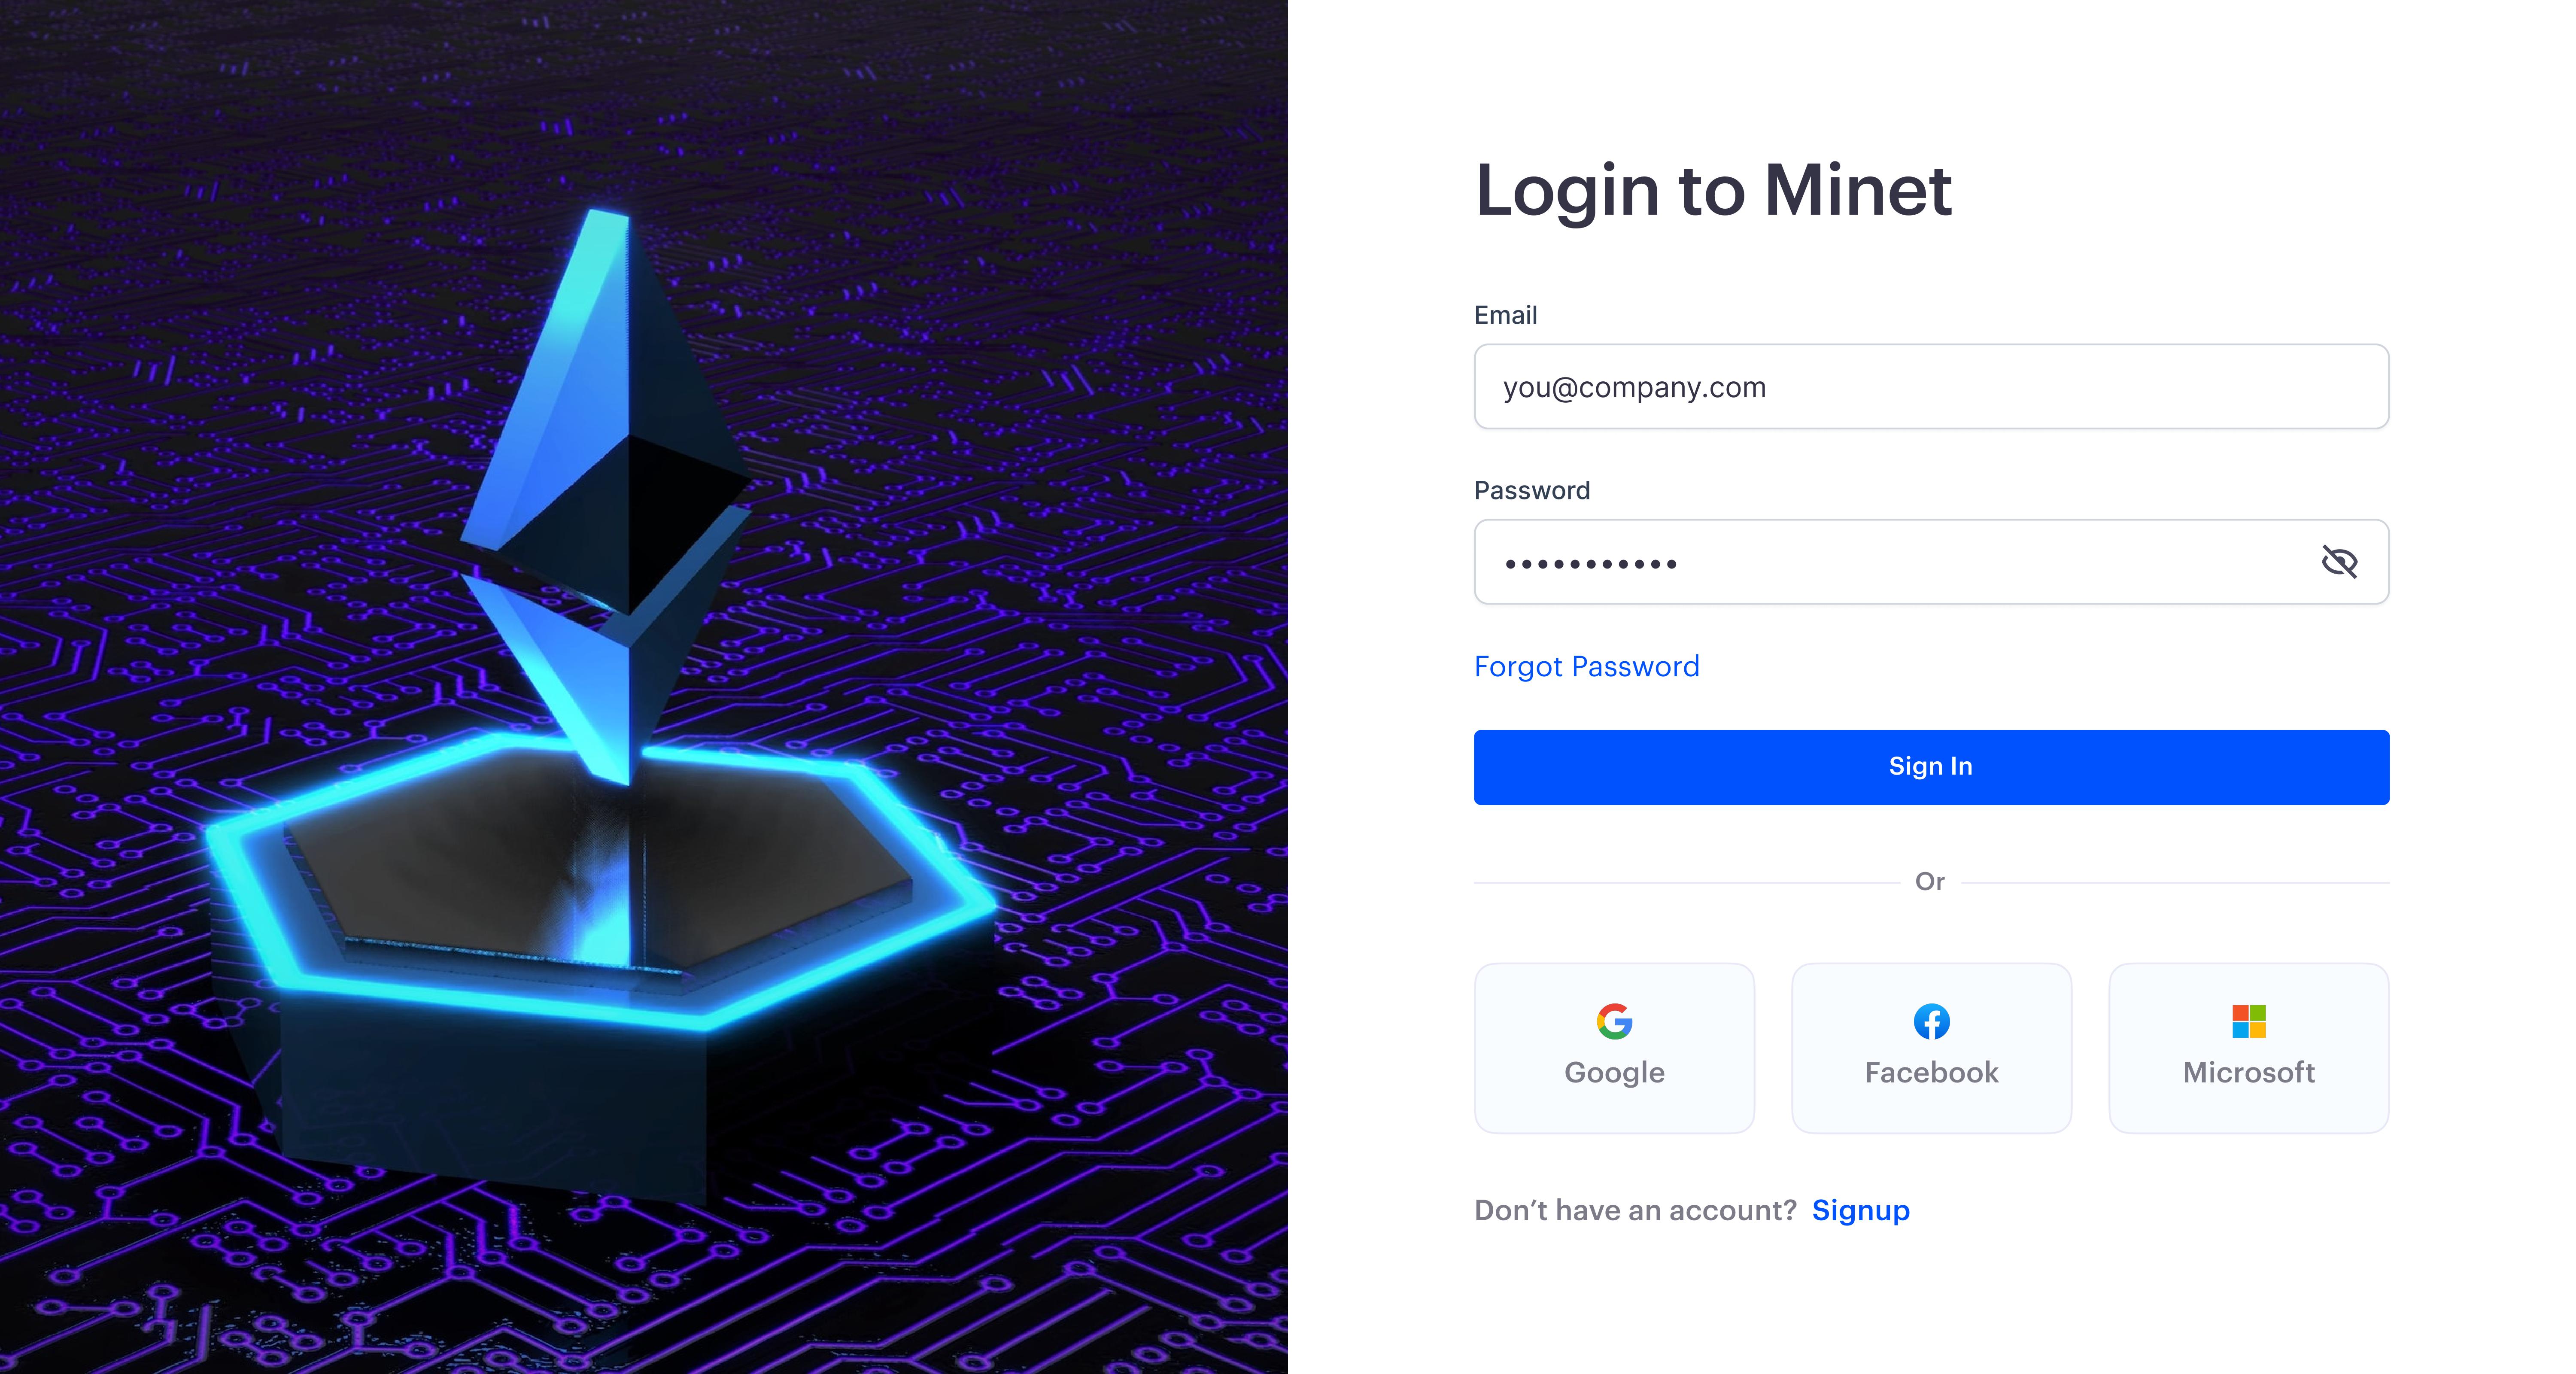 Login to Minet
Email
you@company.com
Password
•••••••••••
Forgot Password
Sign In
Or
Google
Facebook
Microsoft
Don’t have an account? Signup